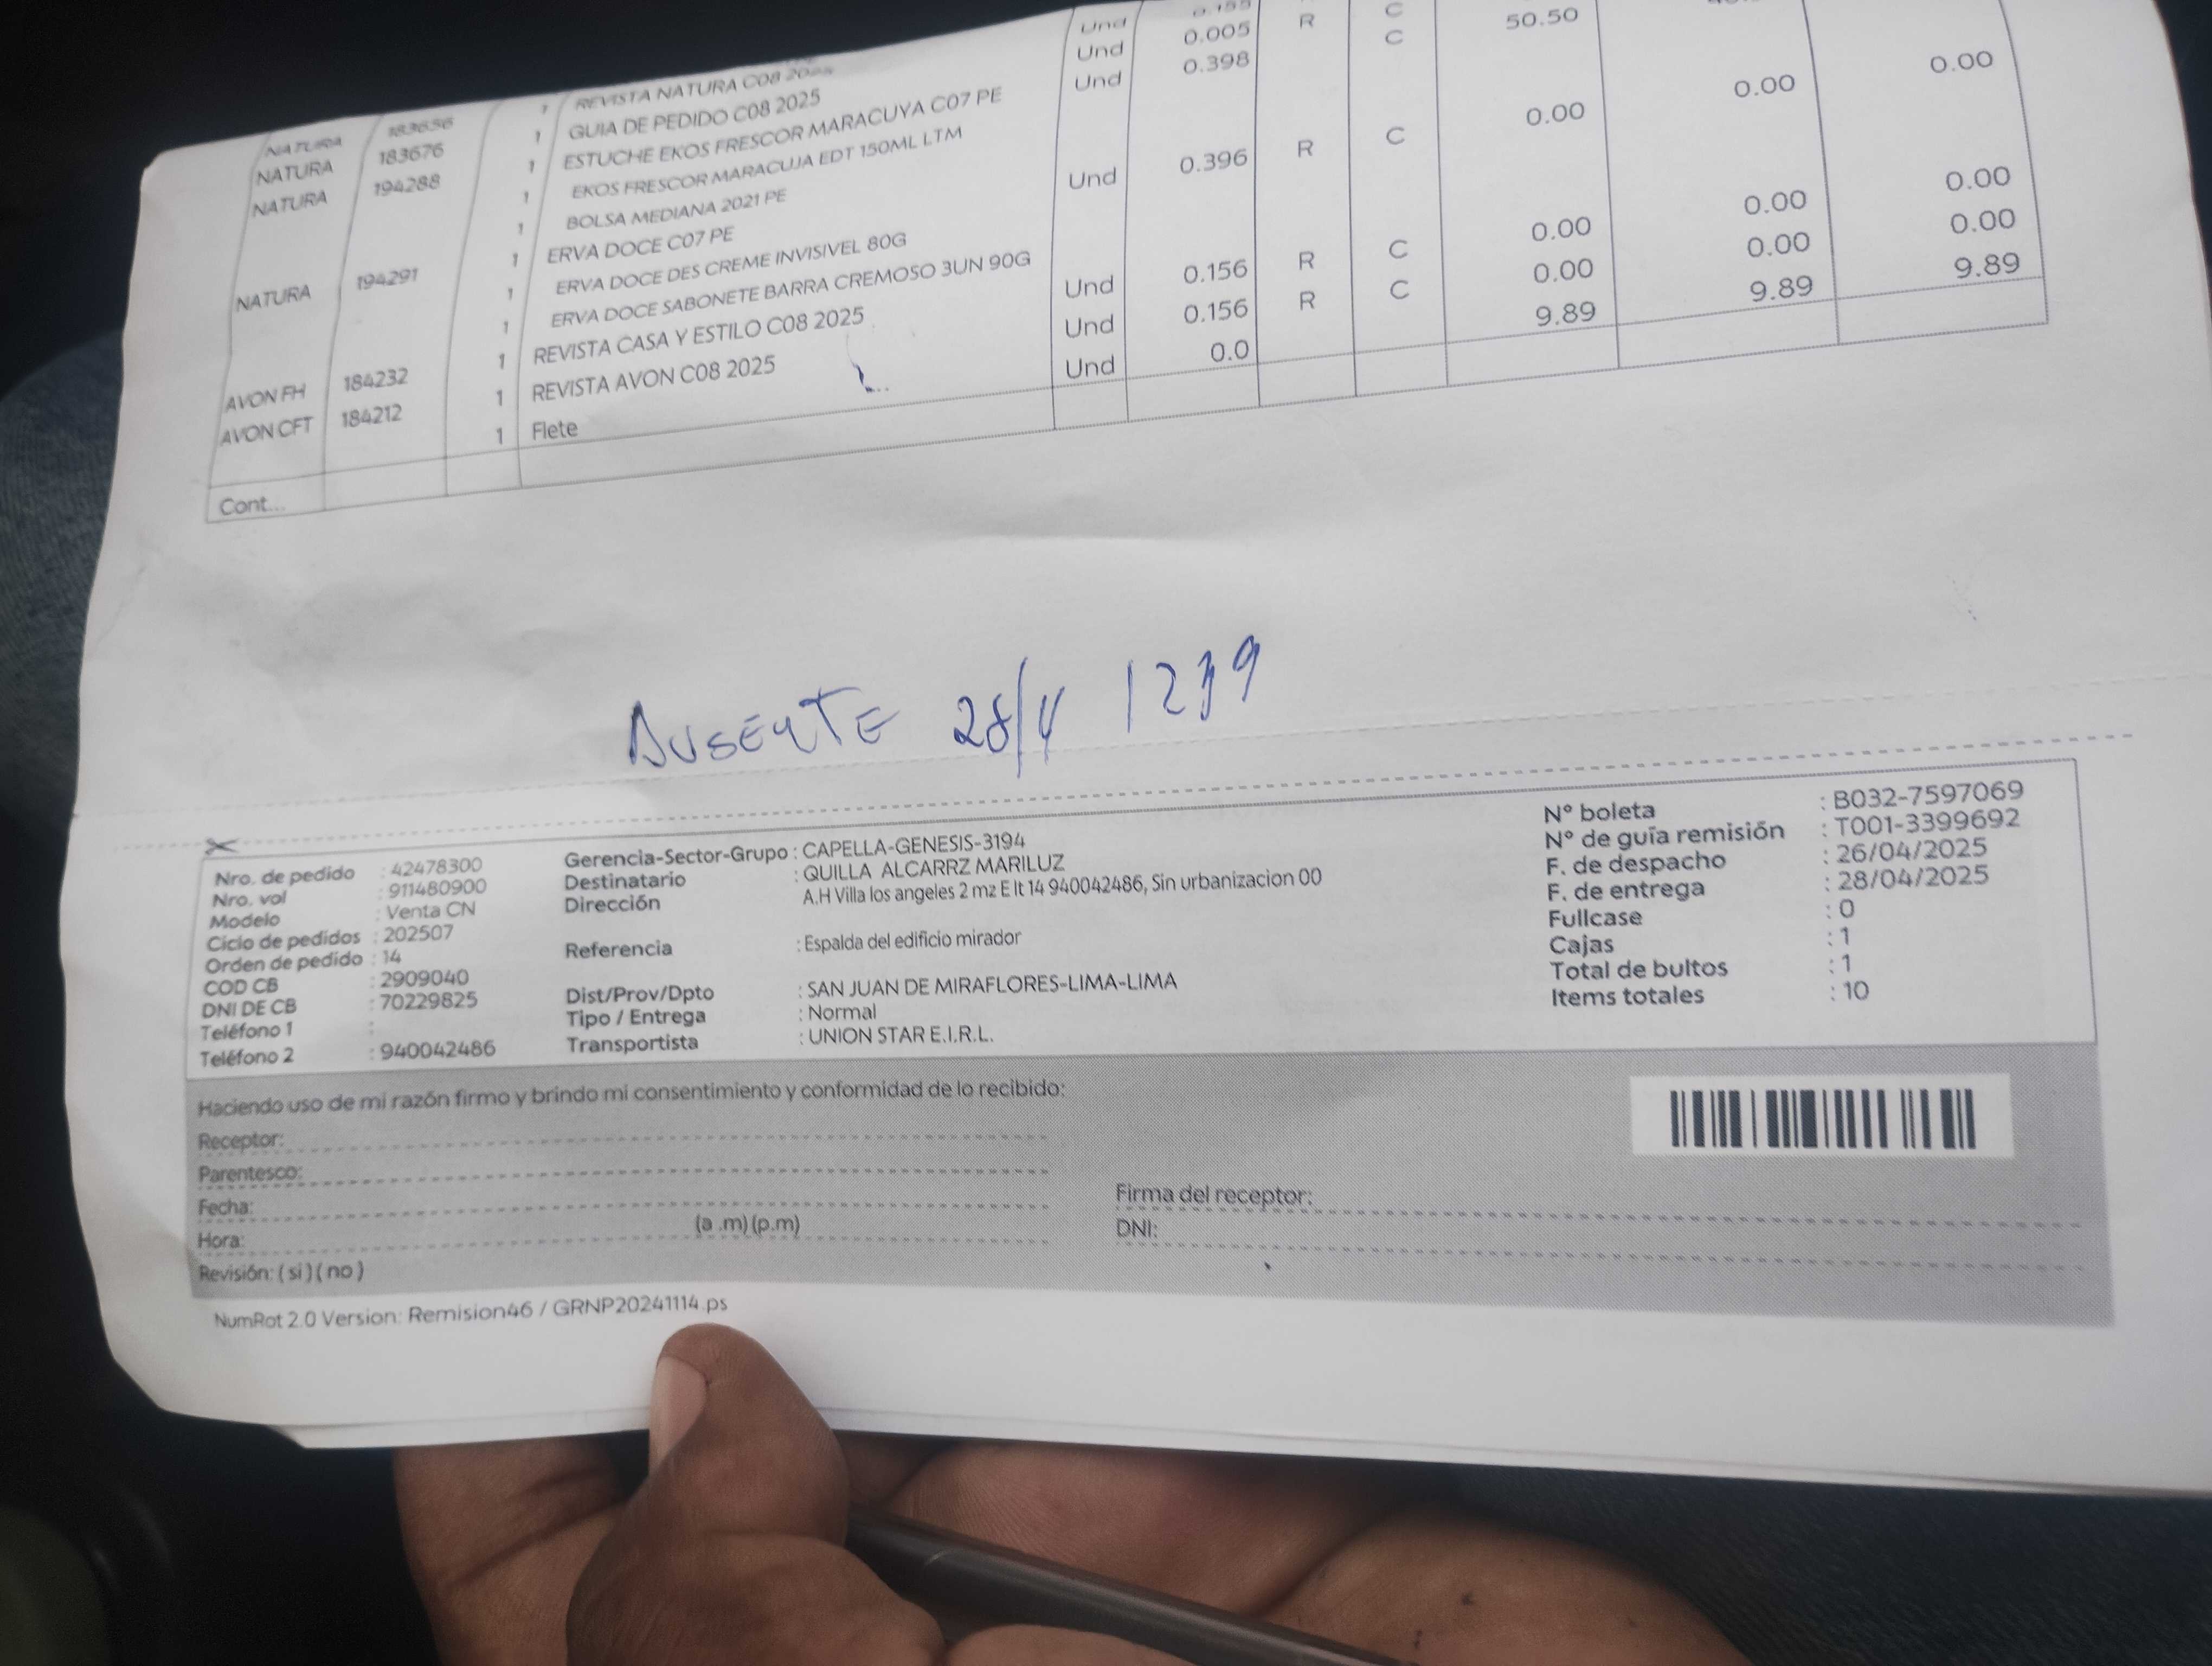 Und 0.155 C
NATURA 183656 1 REVISTA NATURA C08 Und 0.005 R C 50.50
NATURA 183676 1 GUIA DE PEDIDO C08 2025 Und 0.398
NATURA 194288 1 ESTUCHE EKOS FRESCOR MARACUYA C07 PE 0.00 0.00 0.00
1 EKOS FRESCOR MARACUJA EDT 150ML LTM
1 BOLSA MEDIANA 2021 PE Und 0.396 R C
NATURA 194291 1 ERVA DOCE C07 PE
1 ERVA DOCE DES CREME INVISIVEL 80G
1 ERVA DOCE SABONETE BARRA CREMOSO 3UN 90G
AVON FH 184232 1 REVISTA CASA Y ESTILO C08 2025 Und 0.156 R C 0.00 0.00 0.00
AVON CFT 184212 1 REVISTA AVON C08 2025 Und 0.156 R C 0.00 0.00 0.00
1 Flete Und 0.0 9.89 9.89 9.89
Cont...
AUSENTE 28/4 1239
Nro. de pedido : 42478300
Nro. vol : 911480900
Modelo : Venta CN
Ciclo de pedidos : 202507
Orden de pedido : 14
COD CB : 2909040
DNI DE CB : 70229825
Teléfono 1 :
Teléfono 2 : 940042486
Gerencia-Sector-Grupo : CAPELLA-GENESIS-3194
Destinatario : QUILLA ALCARRZ MARILUZ
Dirección A.H Villa los angeles 2 mz E lt 14 940042486, Sin urbanizacion 00
Referencia : Espalda del edificio mirador
Dist/Prov/Dpto : SAN JUAN DE MIRAFLORES-LIMA-LIMA
Tipo / Entrega : Normal
Transportista : UNION STAR E.I.R.L.
N° boleta : B032-7597069
N° de guía remisión : T001-3399692
F. de despacho : 26/04/2025
F. de entrega : 28/04/2025
Fullcase : 0
Cajas : 1
Total de bultos : 1
Items totales : 10
Haciendo uso de mi razón firmo y brindo mi consentimiento y conformidad de lo recibido:
Receptor:
Parentesco:
Fecha:
Hora: (a .m) (p.m)
Revisión: ( si ) ( no )
Firma del receptor:
DNI:
NumRot 2.0 Version: Remision46 / GRNP20241114.ps